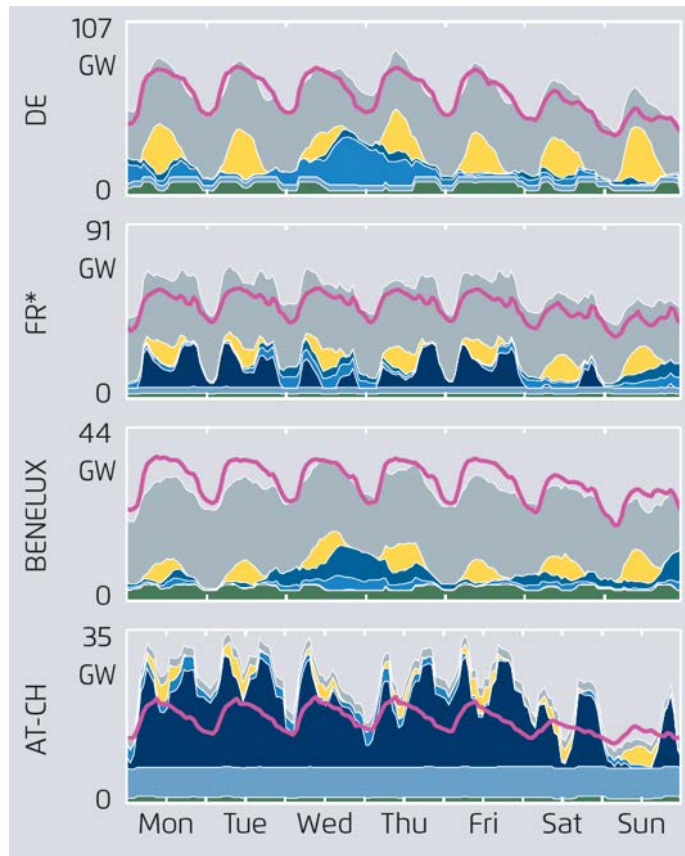 107
GW
DE
0
91
GW
FR*
0
44
GW
BENELUX
0
35
GW
AT-CH
0
Mon Tue Wed Thu Fri Sat Sun